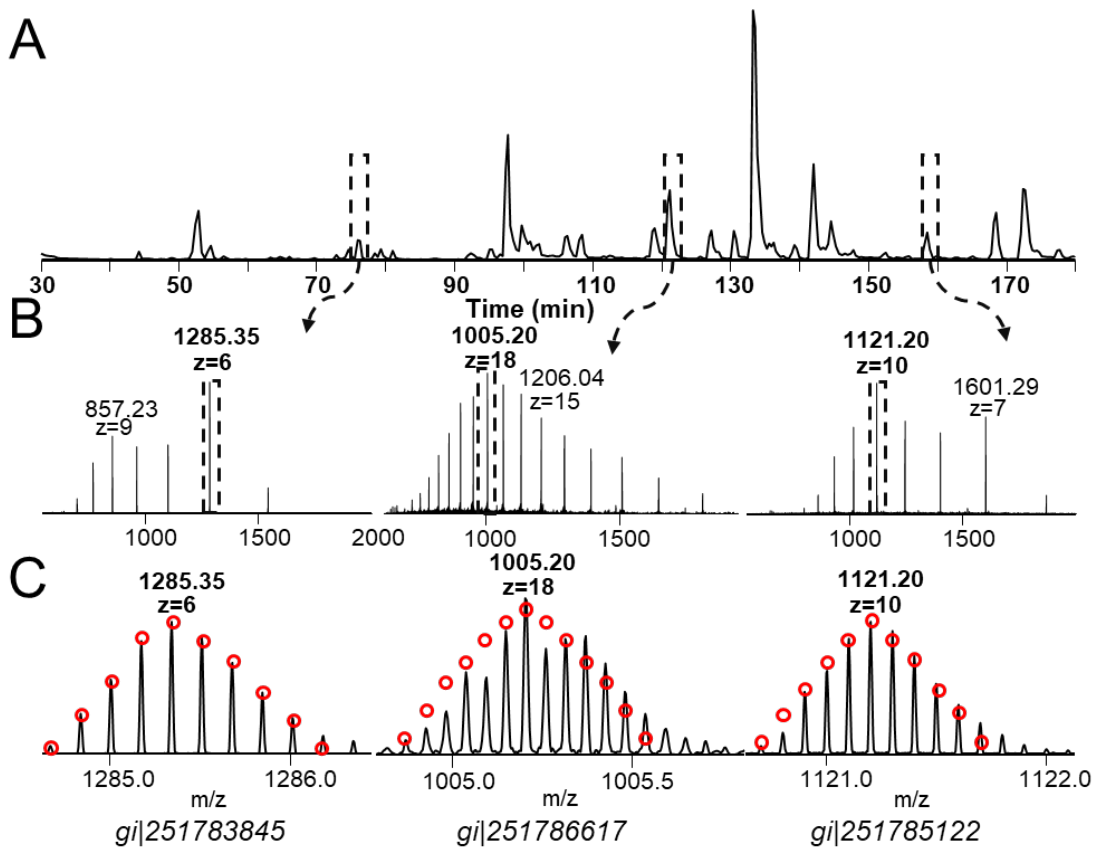 A
30 50 70 90 110 130 150 170
Time (min)
B
1285.35
z=6
857.23
z=9
1005.20
z=18
1206.04
z=15
1121.20
z=10
1601.29
z=7
1000 1500 2000 1000 1500 1000 1500
C
1285.35
z=6
1005.20
z=18
1121.20
z=10
1285.0 1286.0 1005.0 1005.5 1121.0 1122.0
m/z m/z m/z
gi|251783845 gi|251786617 gi|251785122